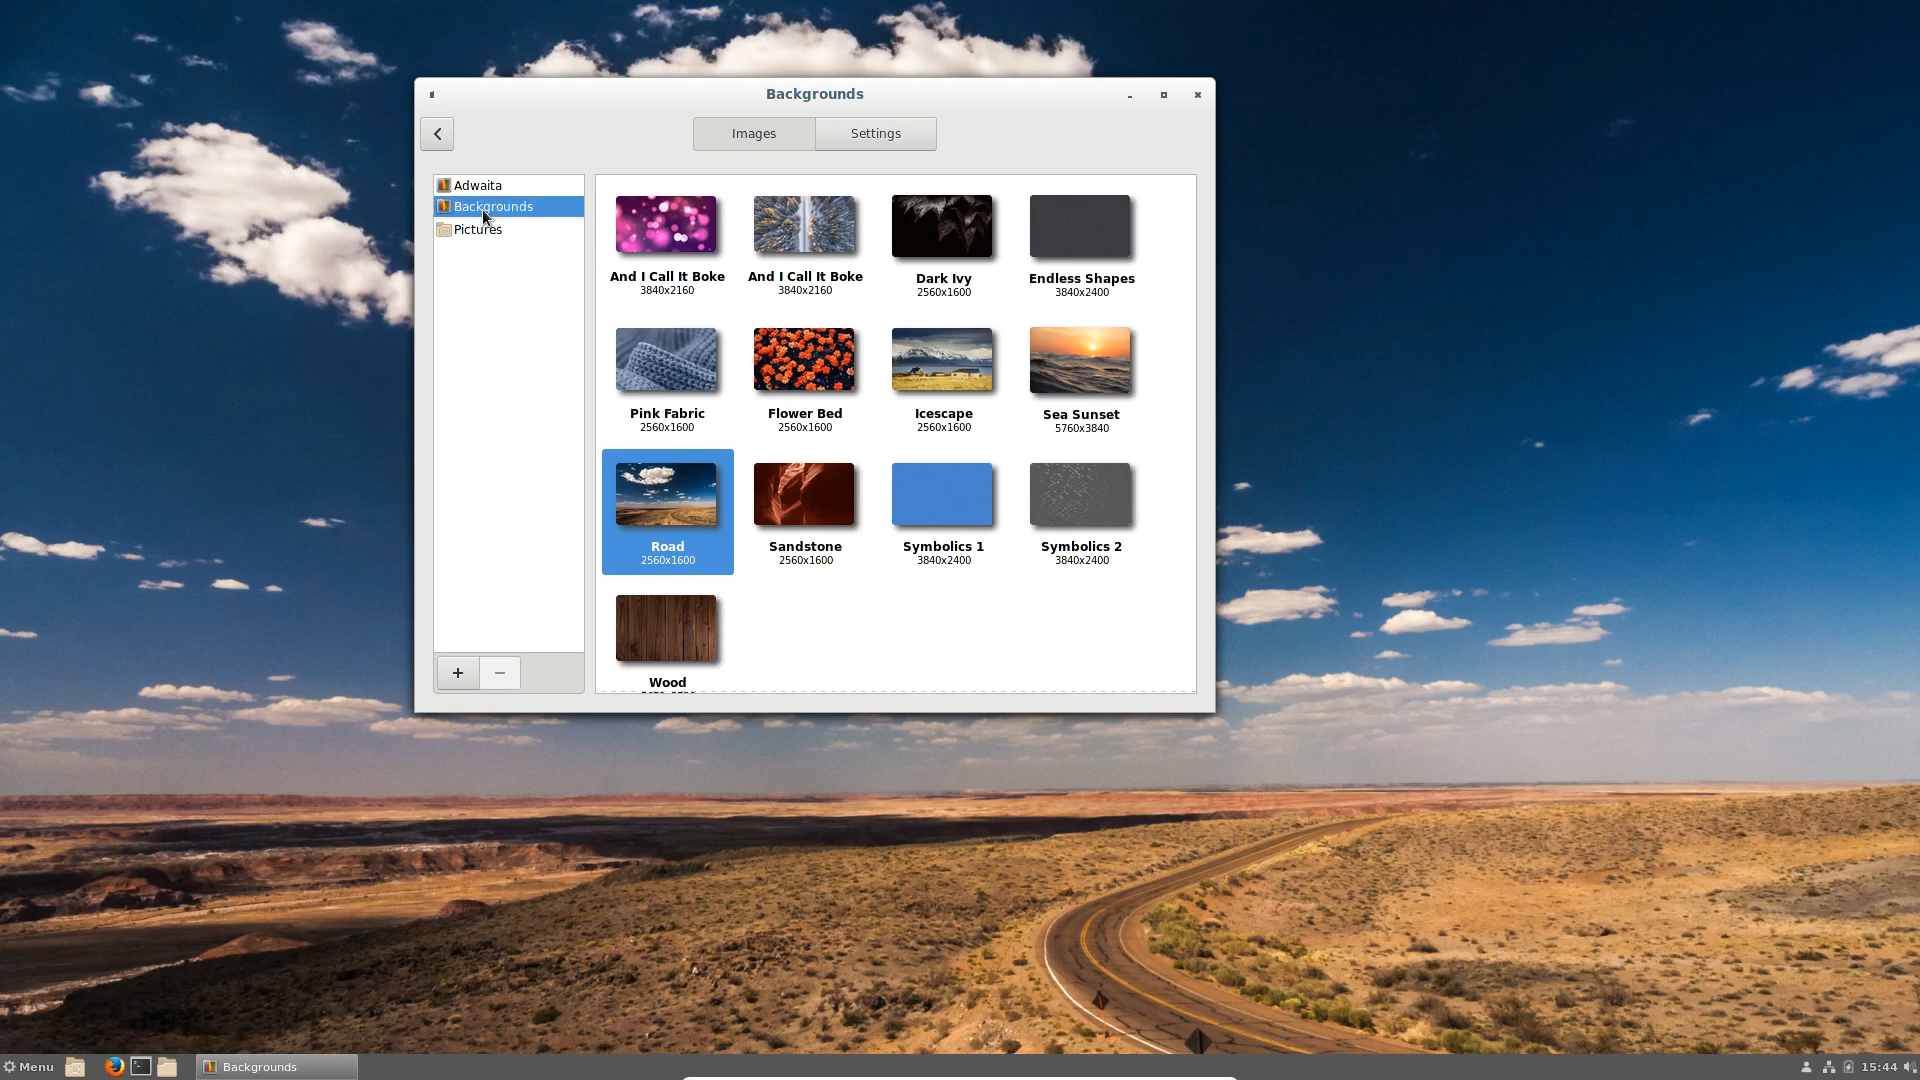 Backgrounds
Images
Settings
Adwaita
Backgrounds
Pictures
And I Call It Boke
3840x2160
And I Call It Boke
3840x2160
Dark Ivy
2560x1600
Endless Shapes
3840x2400
Pink Fabric
2560x1600
Flower Bed
2560x1600
Icescape
2560x1600
Sea Sunset
5760x3840
Road
2560x1600
Sandstone
2560x1600
Symbolics 1
3840x2400
Symbolics 2
3840x2400
Wood
Menu
Backgrounds
15:44